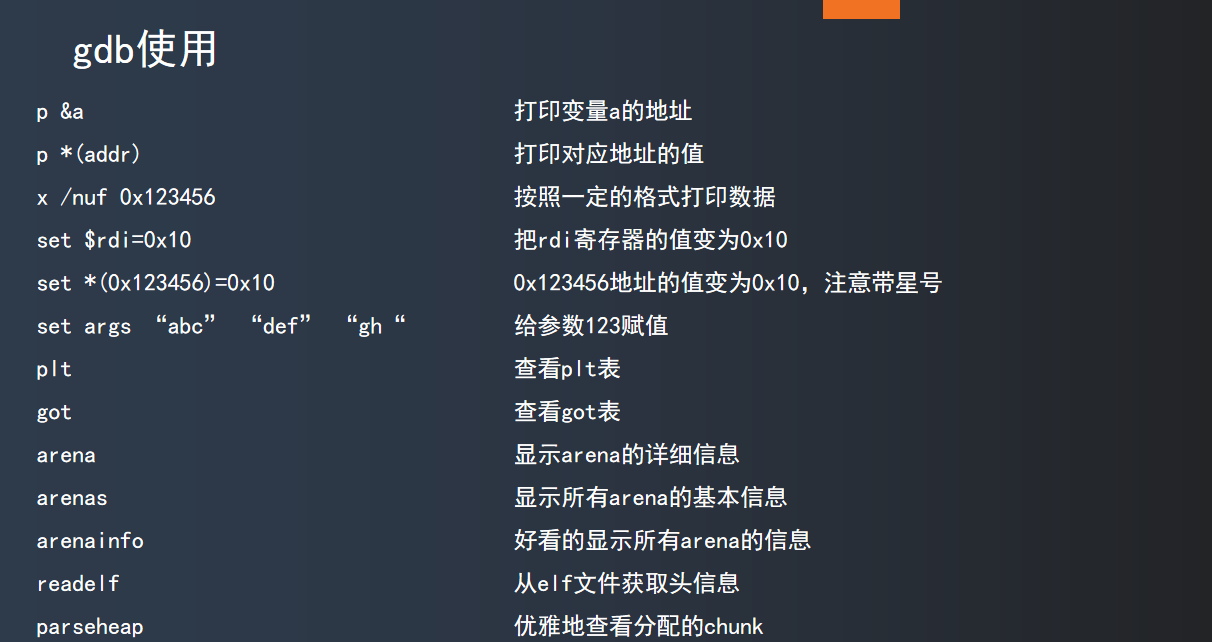 gdb使用
p &a 打印变量a的地址
p *(addr) 打印对应地址的值
x /nuf 0x123456 按照一定的格式打印数据
set $rdi=0x10 把rdi寄存器的值变为0x10
set *(0x123456)=0x10 0x123456地址的值变为0x10，注意带星号
set args “abc” “def” “gh “ 给参数123赋值
plt 查看plt表
got 查看got表
arena 显示arena的详细信息
arenas 显示所有arena的基本信息
arenainfo 好看的显示所有arena的信息
readelf 从elf文件获取头信息
parseheap 优雅地查看分配的chunk